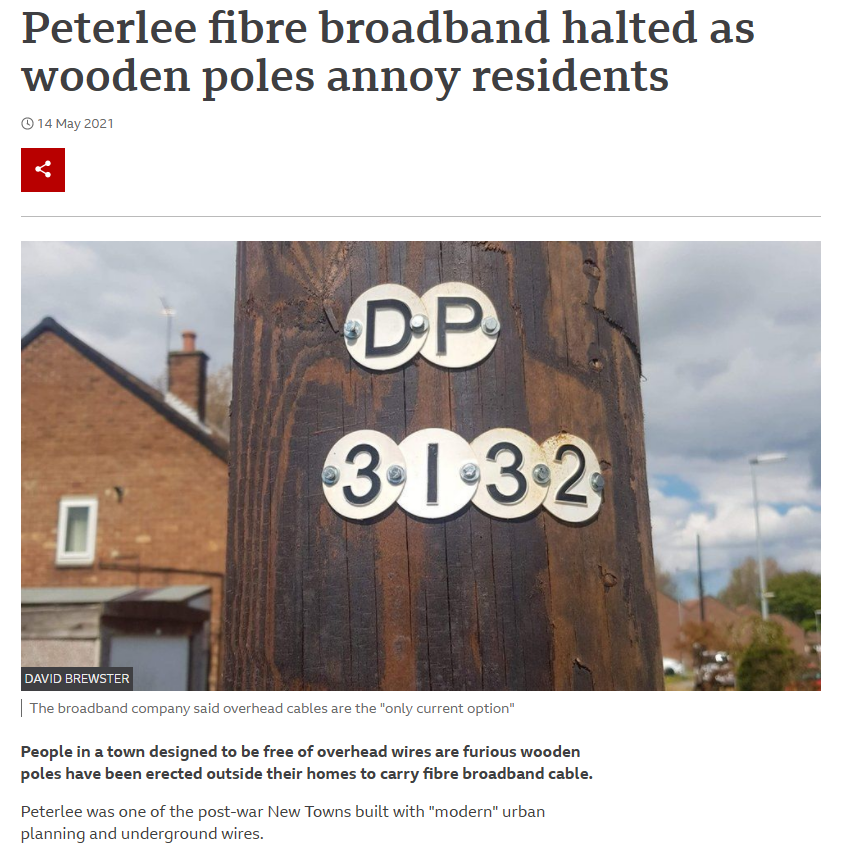 Peterlee fibre broadband halted as
wooden poles annoy residents
14 May 2021
DP
3132
DAVID BREWSTER
The broadband company said overhead cables are the "only current option"
People in a town designed to be free of overhead wires are furious wooden
poles have been erected outside their homes to carry fibre broadband cable.
Peterlee was one of the post-war New Towns built with "modern" urban
planning and underground wires.